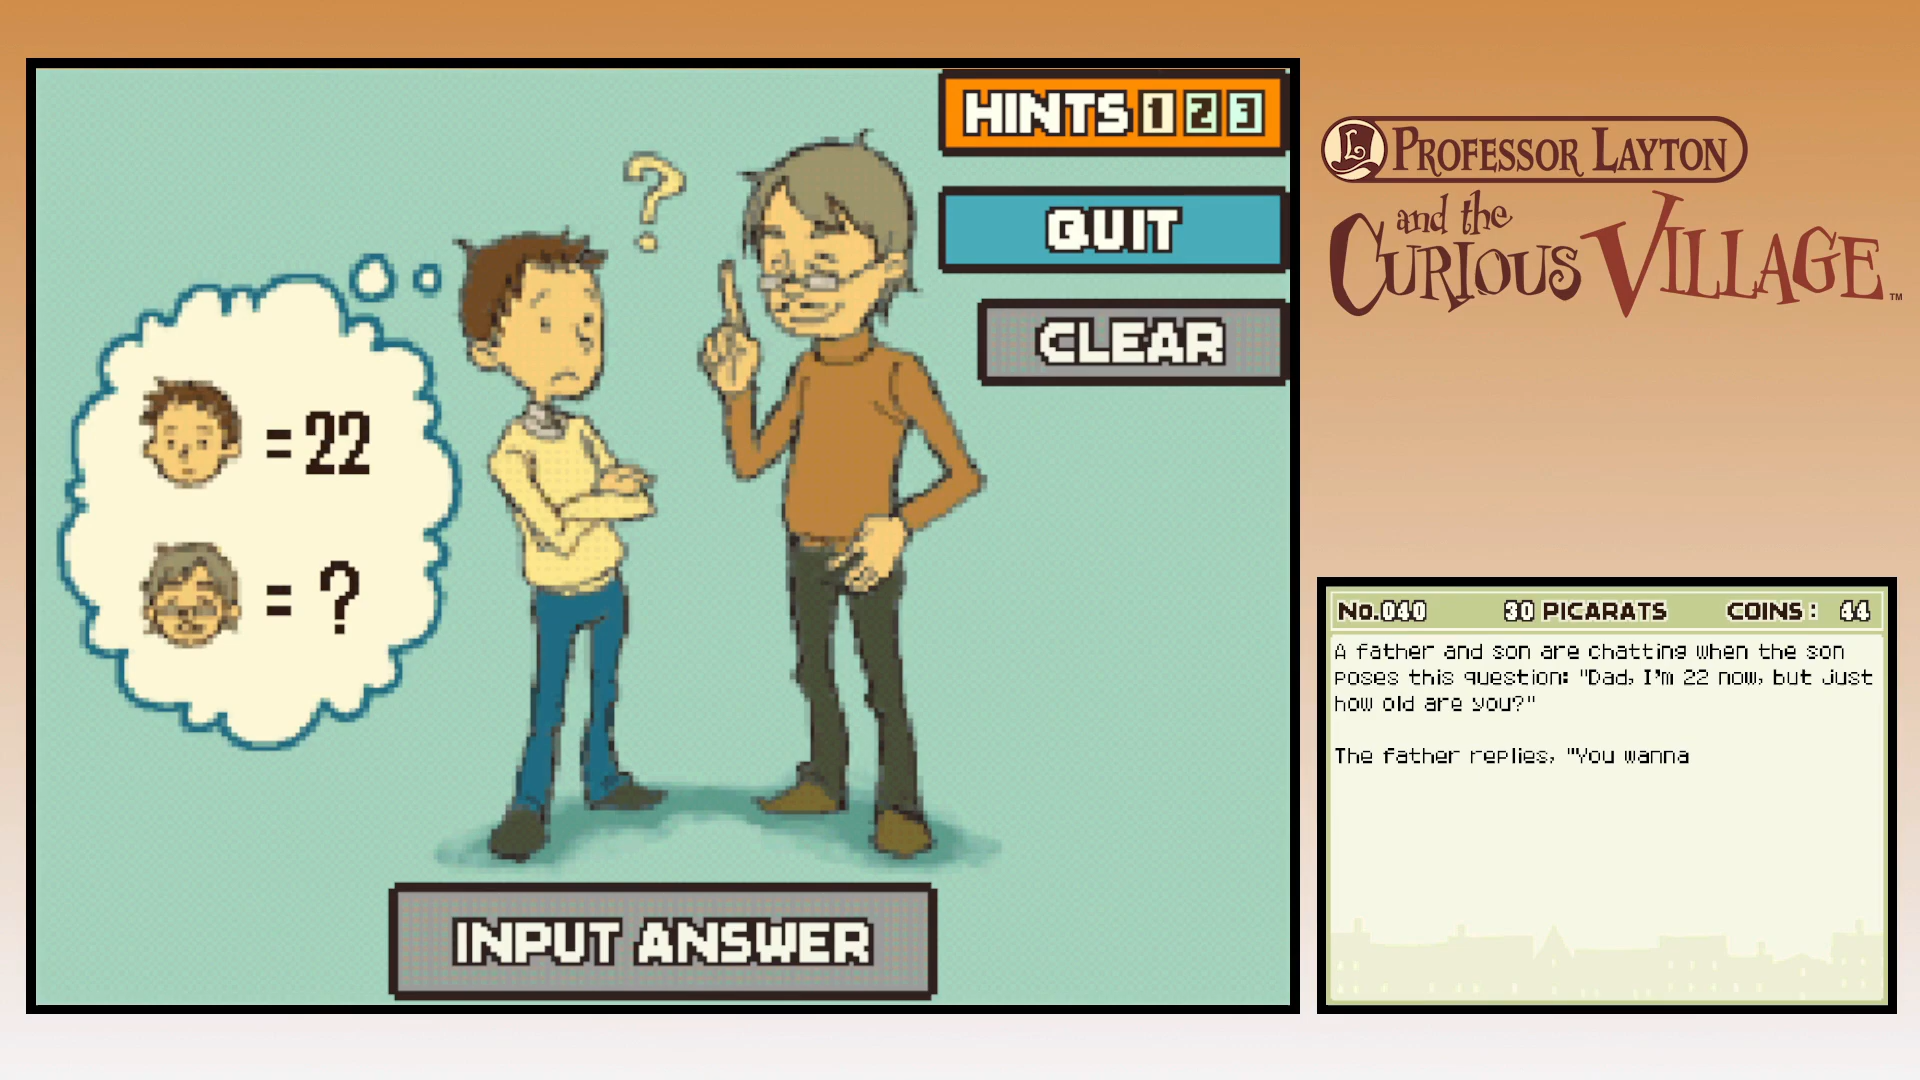 HINTS 1 2 3
QUIT
CLEAR
= 22
= ?
?
INPUT ANSWER
L PROFESSOR LAYTON
and the
CURIOUS VILLAGE™
No.040 30 PICARATS COINS: 44
A father and son are chatting when the son
poses this question: "Dad, I'm 22 now, but just
how old are you?"
The father replies, "You wanna